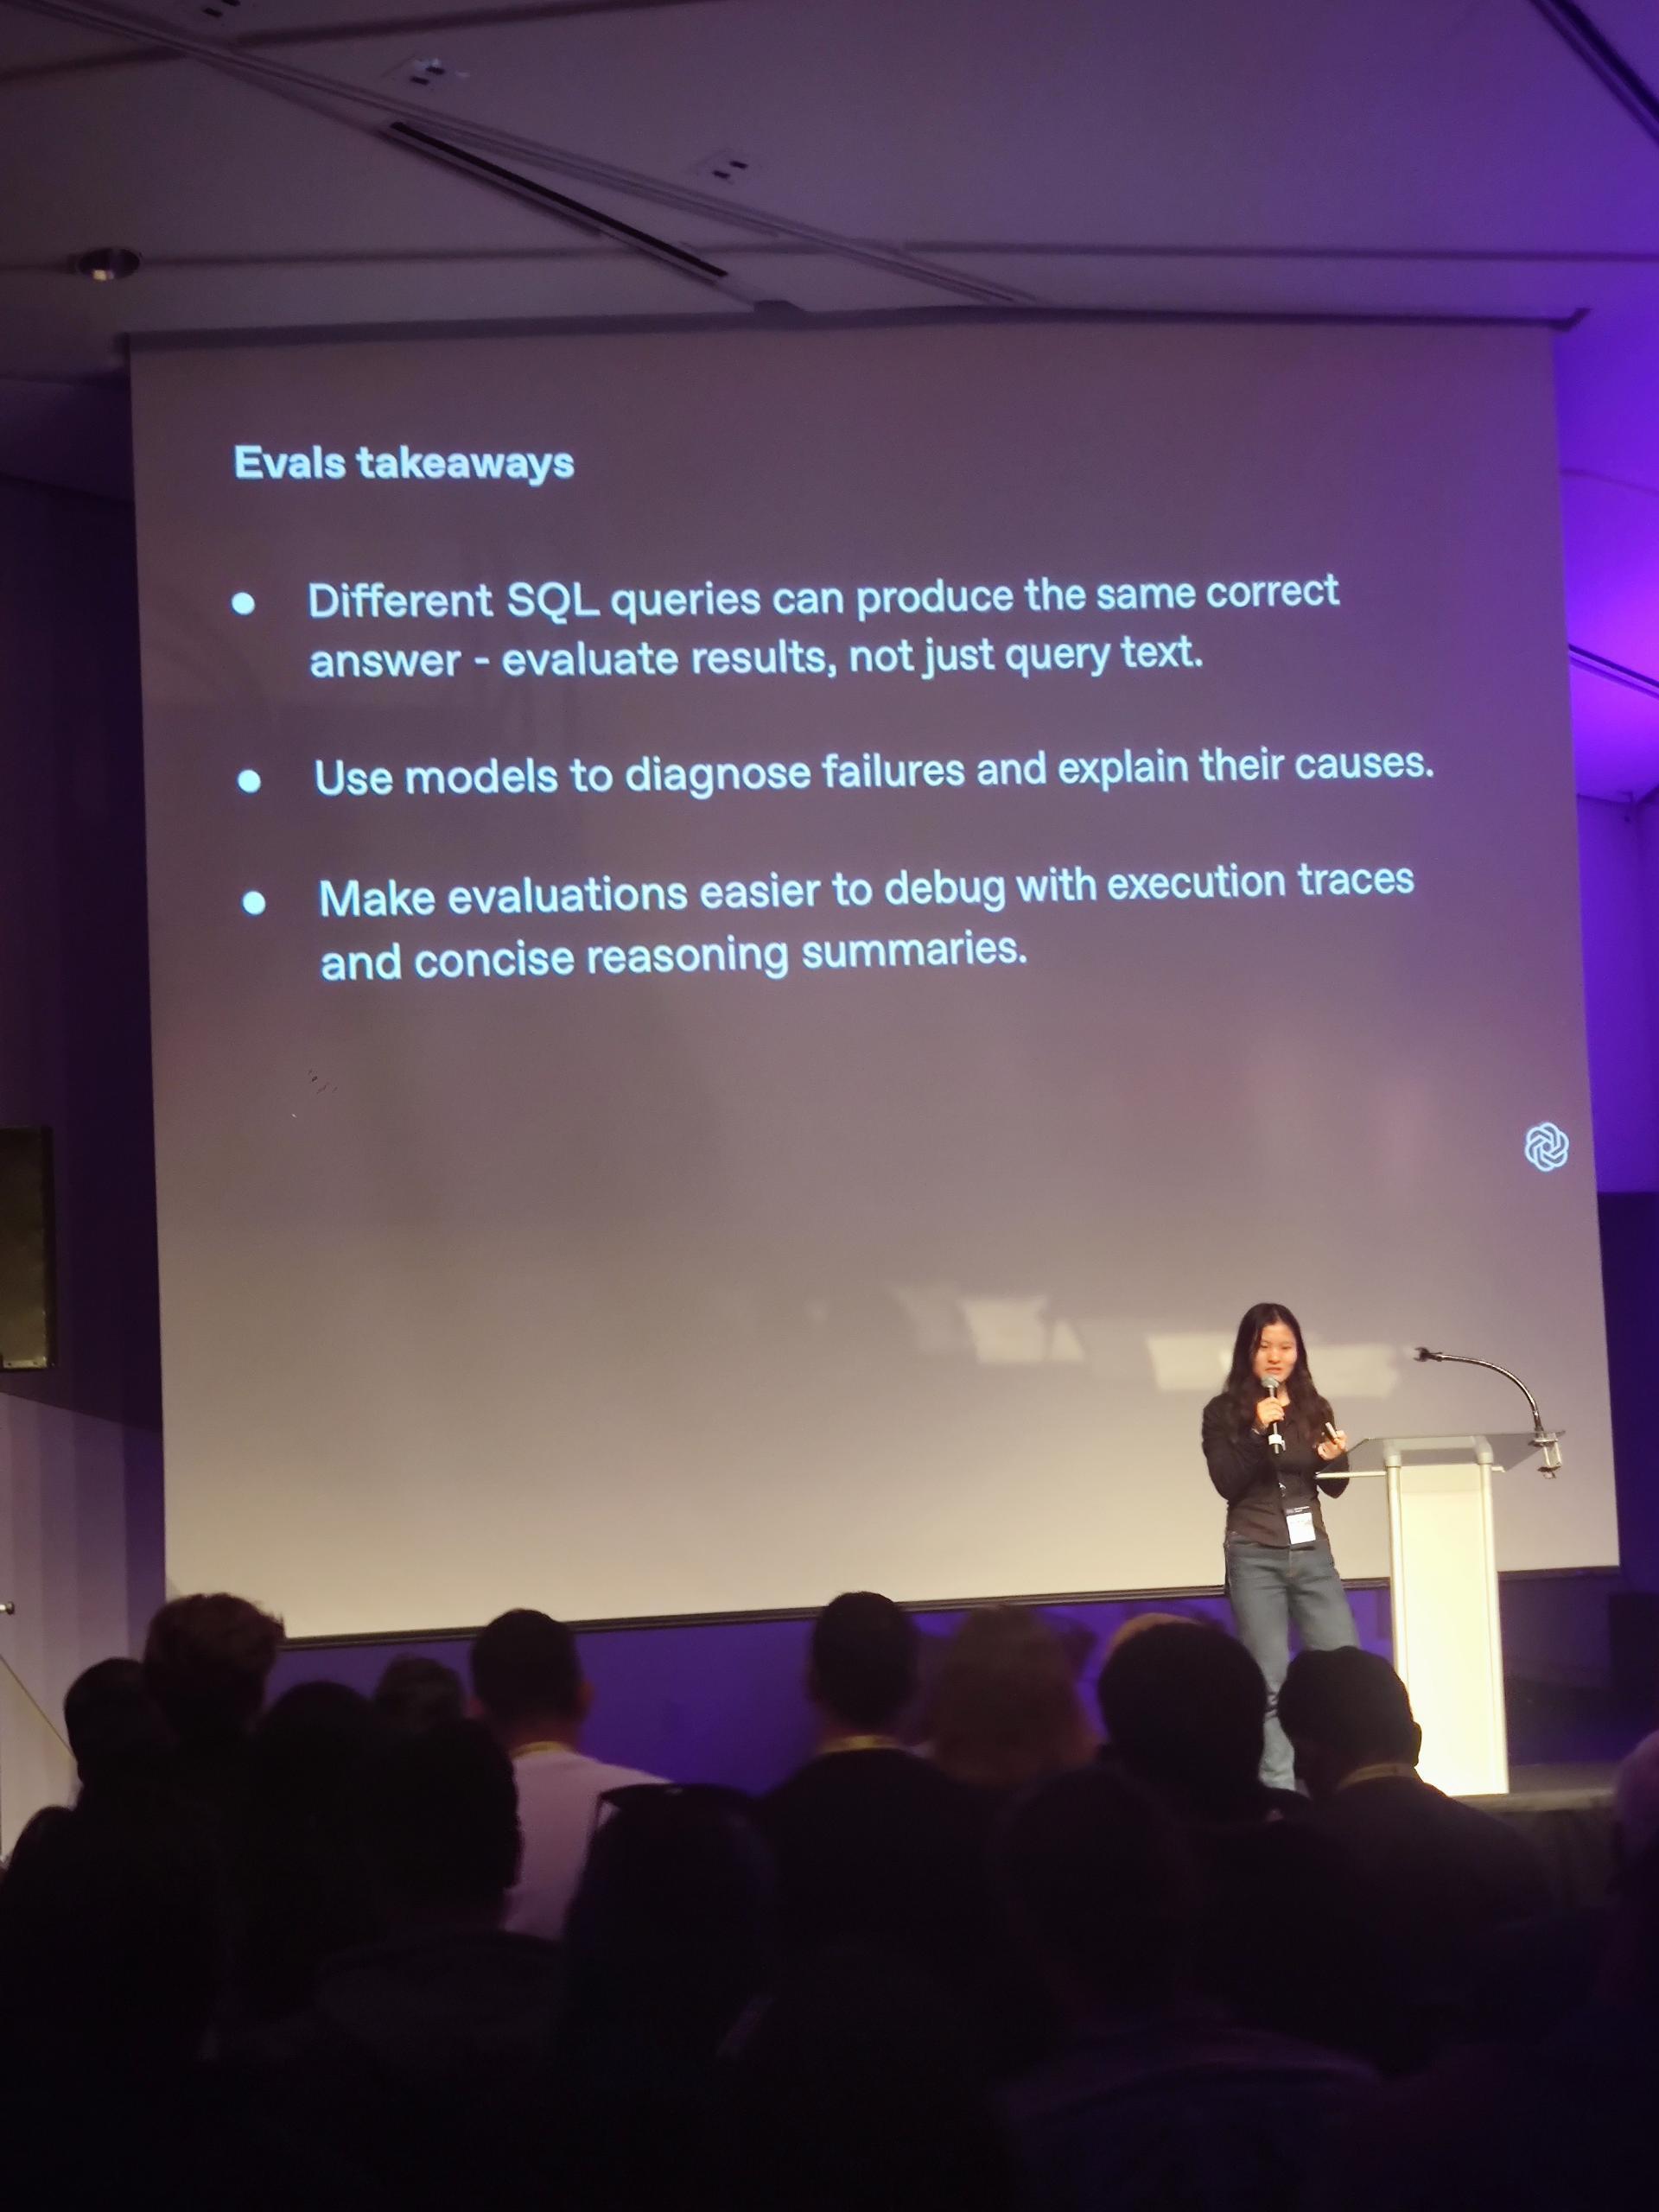 Evals takeaways
● Different SQL queries can produce the same correct
answer - evaluate results, not just query text.
● Use models to diagnose failures and explain their causes.
● Make evaluations easier to debug with execution traces
and concise reasoning summaries.